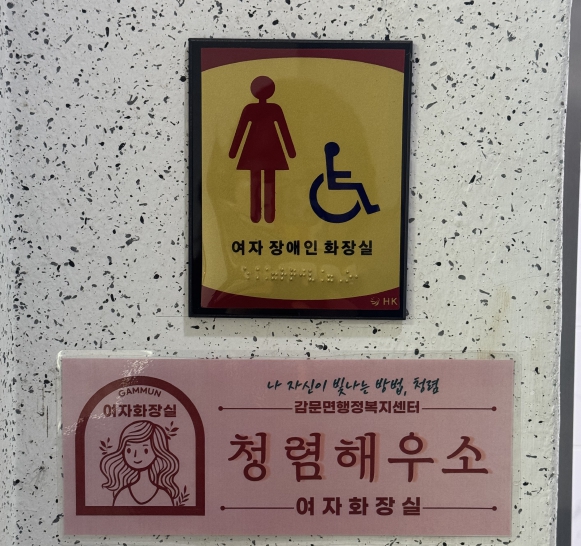 여자 장애인 화장실
HK
GAMMUN
여자화장실
나 자신이 빛나는 방법, 청렴
감문면행정복지센터
청렴해우소
여자화장실